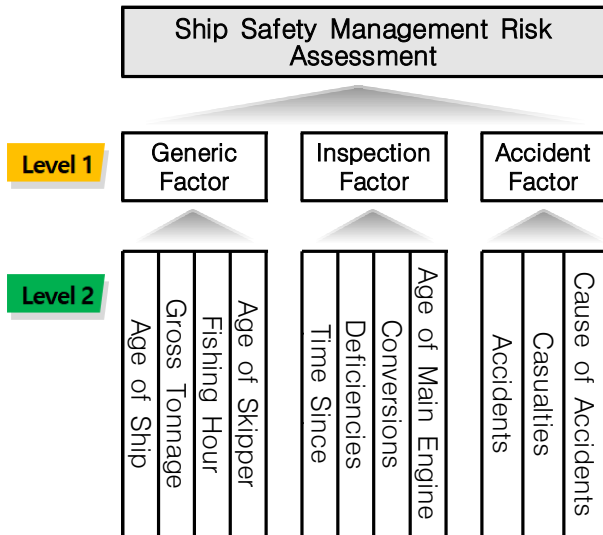 Ship Safety Management Risk
Assessment
Level 1
Generic
Factor
Inspection
Factor
Accident
Factor
Level 2
Age of Ship
Gross Tonnage
Fishing Hour
Age of Skipper
Time Since
Deficiencies
Conversions
Age of Main Engine
Accidents
Casualties
Cause of Accidents